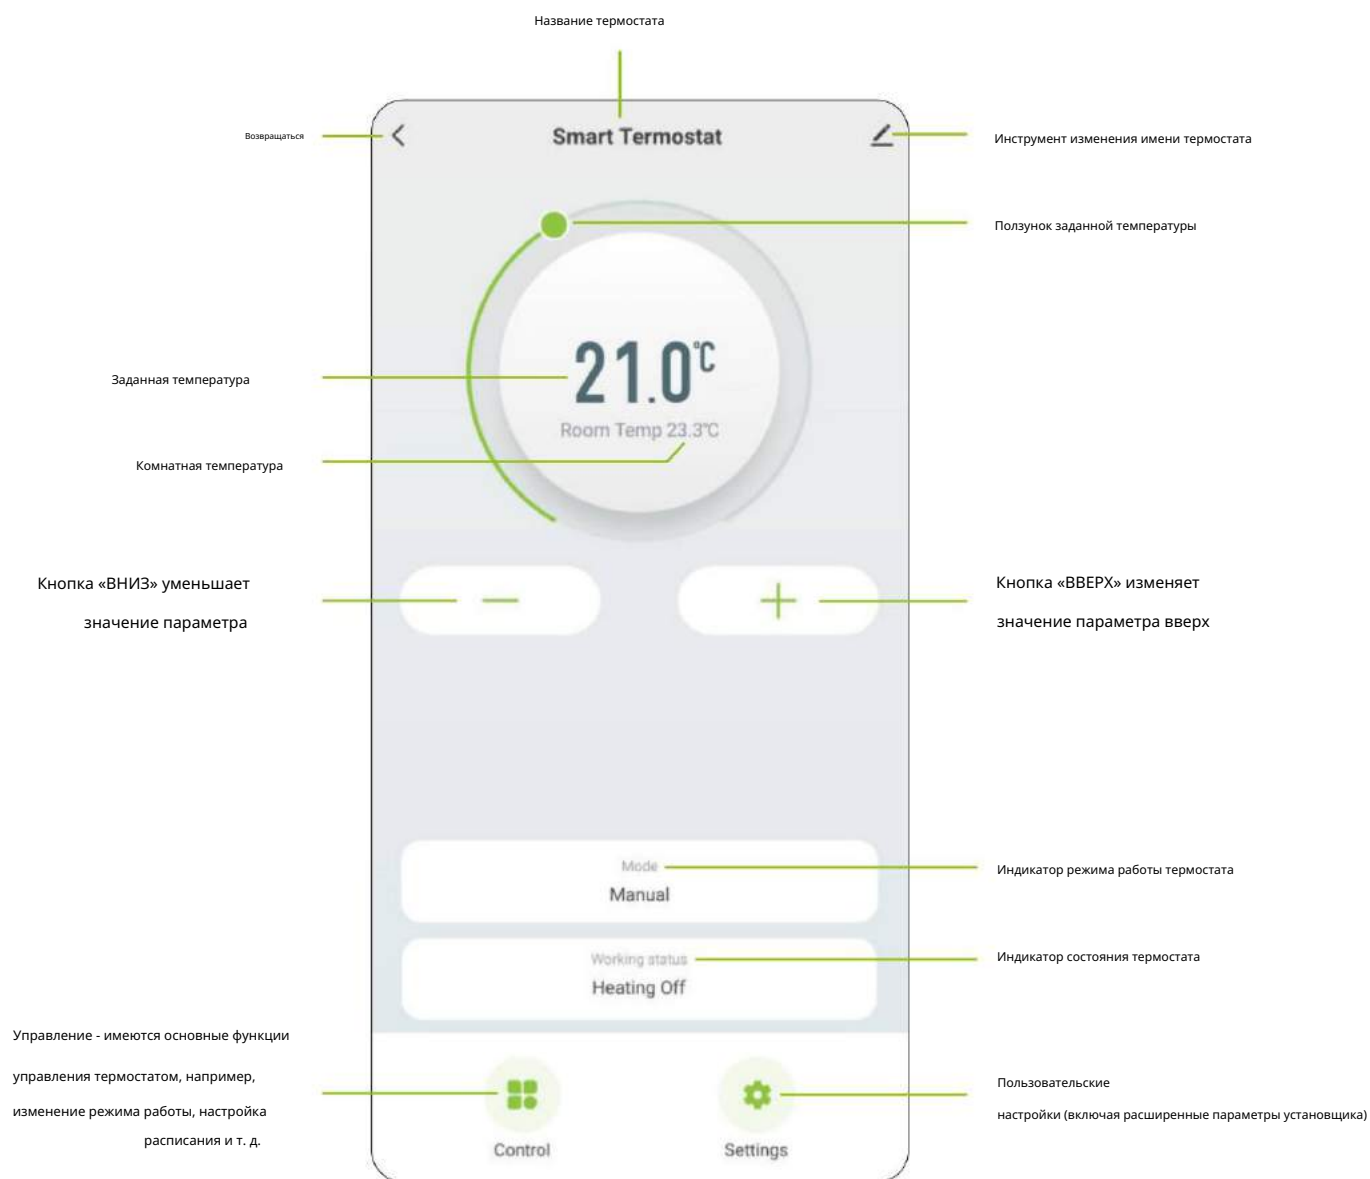 Название термостата
Возвращаться
Smart Termostat
Инструмент изменения имени термостата
Ползунок заданной температуры
21.0°C
Заданная температура
Room Temp 23.3°C
Комнатная температура
Кнопка «ВНИЗ» уменьшает
значение параметра
Кнопка «ВВЕРХ» изменяет
значение параметра вверх
Mode
Manual
Индикатор режима работы термостата
Working status
Heating Off
Индикатор состояния термостата
Управление - имеются основные функции
управления термостатом, например,
изменение режима работы, настройка
расписания и т. д.
Control
Settings
Пользовательские
настройки (включая расширенные параметры установщика)